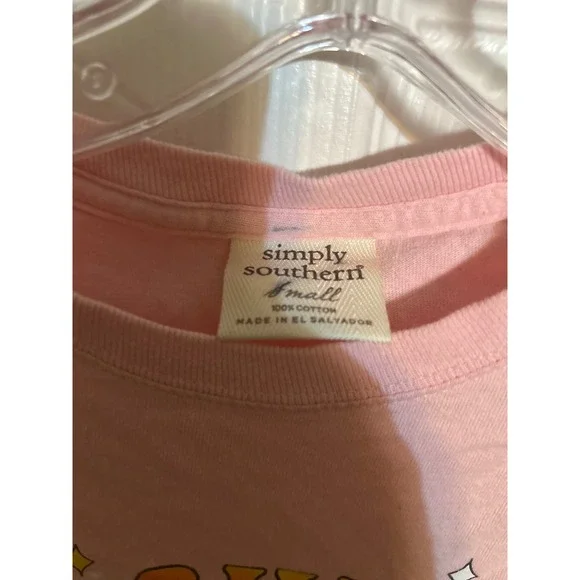 simply
southern®
Small
100% COTTON
MADE IN EL SALVADOR